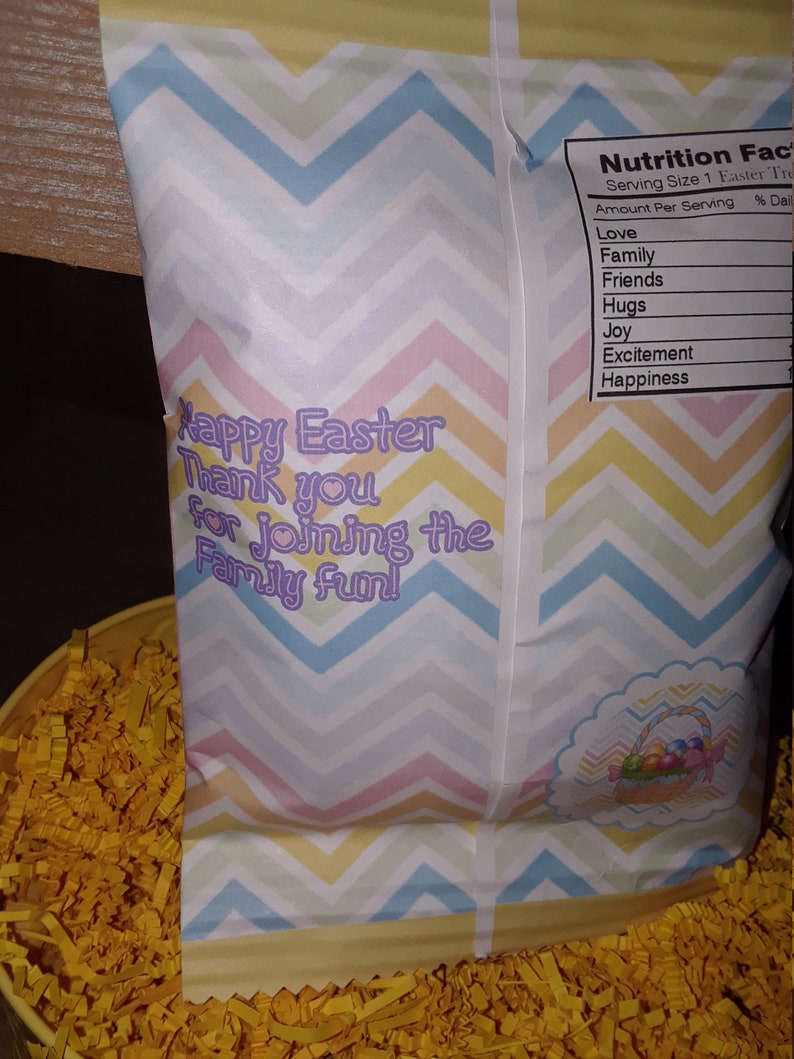 Nutrition Fac
Serving Size 1 Easter Tre
Amount Per Serving % Dail
Love
Family
Friends
Hugs
Joy
Excitement
Happiness
Happy Easter
Thank you
for joining the
Family fun!